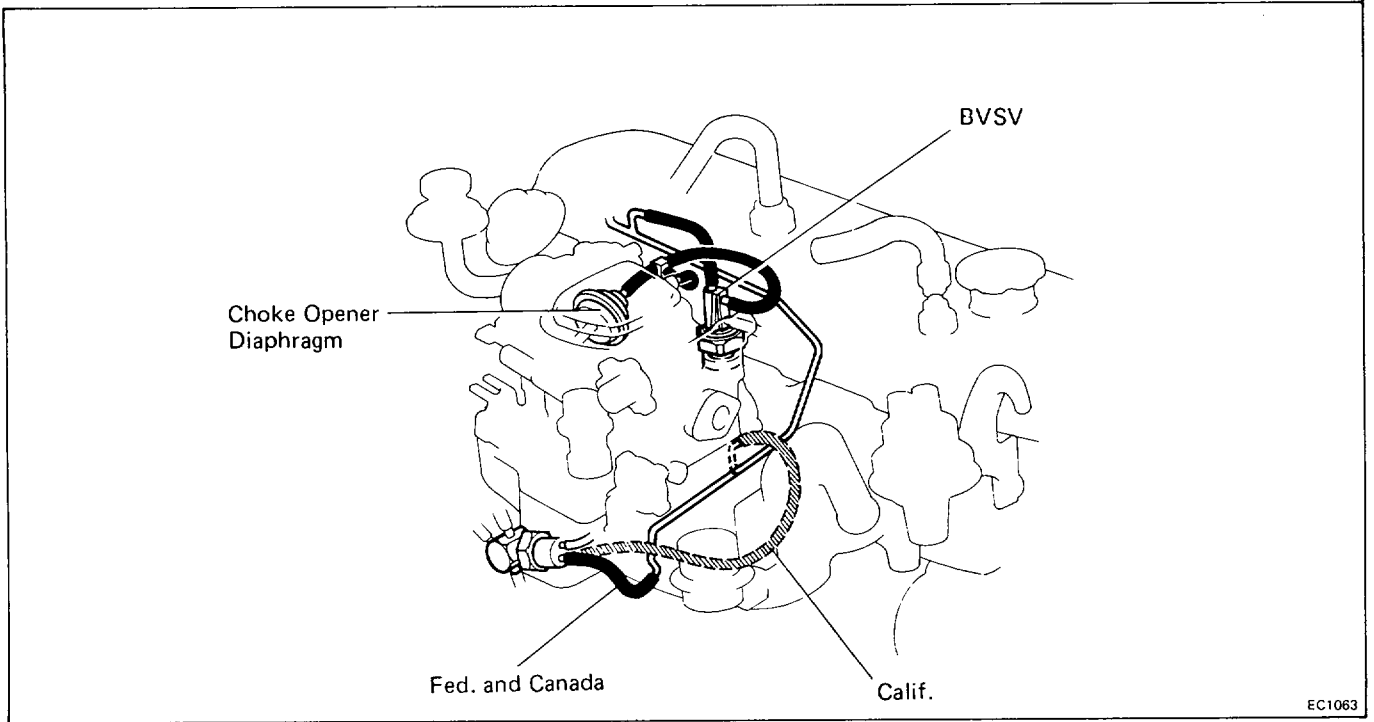 BVSV
Choke Opener
Diaphragm
Fed. and Canada
Calif.
EC1063